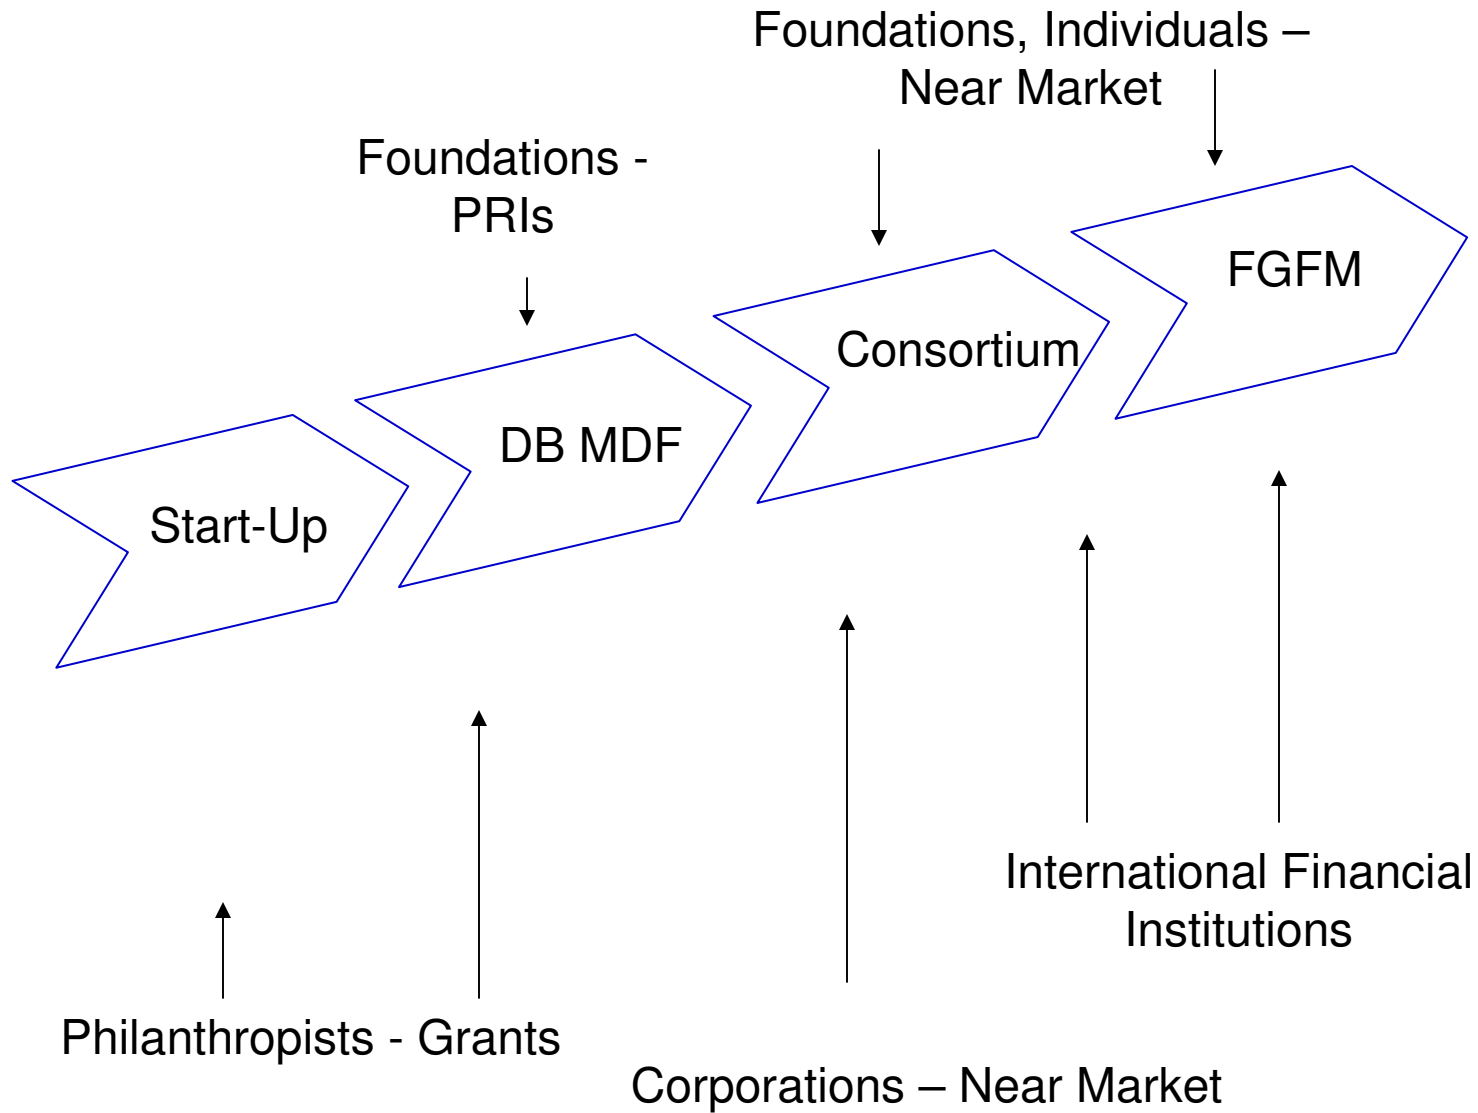 Foundations, Individuals –
Near Market
Foundations -
PRIs
FGFM
Consortium
DB MDF
Start-Up
International Financial
Institutions
Philanthropists - Grants
Corporations – Near Market